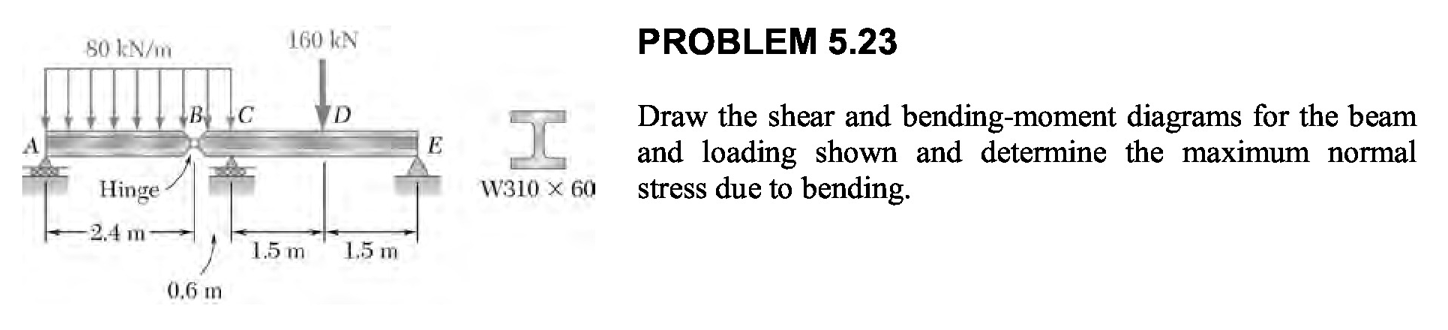 PROBLEM 5.23
Draw the shear and bending-moment diagrams for the beam
and loading shown and determine the maximum normal
stress due to bending.
80 kN/m
160 kN
A
B
C
D
E
Hinge
W310 × 60
2.4 m
0.6 m
1.5 m
1.5 m